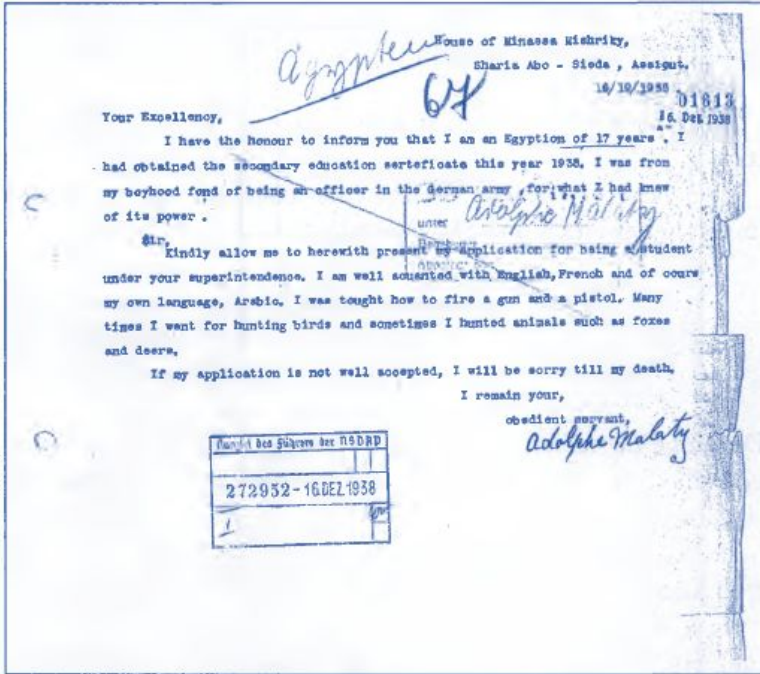 Ägypten
House of Minassa Mishriky,
Sharia Abo - Sieda , Assigut.
67
01613
16. Dez. 1938
Your Excellency,
I have the honour to inform you that I am an Egyption of 17 years . I
had obtained the secondary education serteficate this year 1938. I was from
my boyhood fond of being an officer in the german army ,for what I had knew
of its power .
Adolphe Malaty
unter
Sir,
Kindly allow me to herewith present my application for being a student
under your superintendence. I am well acuanted with English,French and of cours
my own language, Arabic. I was tought how to fire a gun and a pistol. Many
times I went for hunting birds and sometimes I hunted animals such as foxes
and deers.
If my application is not well accepted, I will be sorry till my death.
I remain your,
obedient servant,
Adolphe Malaty
Kanzlei des Führers der NSDAP
272952-16.DEZ.1938
1